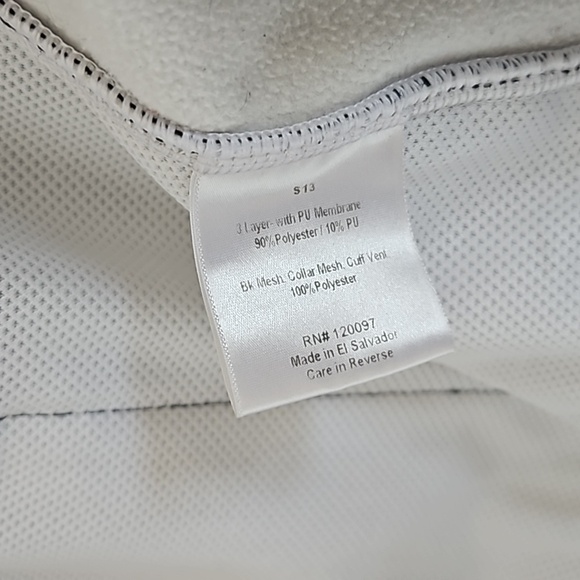 S13
3 Layer- with PU Membrane
90%Polyester / 10% PU
Bk Mesh. Collar Mesh. Cuff Vent
100%Polyester
RN# 120097
Made in El Salvador
Care in Reverse